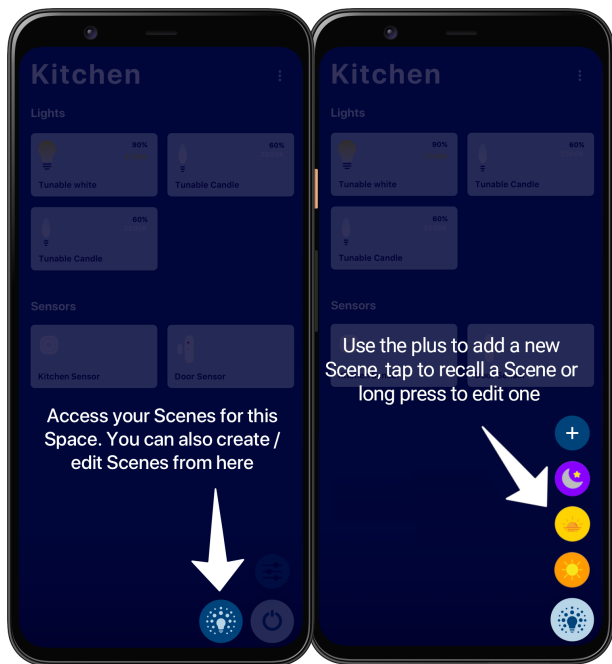 Kitchen
Lights
90%
Tunable white
60%
Tunable Candle
60%
Tunable Candle
Sensors
Kitchen Sensor
Door Sensor
Access your Scenes for this
Space. You can also create /
edit Scenes from here
Kitchen
Lights
90%
Tunable white
60%
Tunable Candle
60%
Tunable Candle
Sensors
Use the plus to add a new
Scene, tap to recall a Scene or
long press to edit one